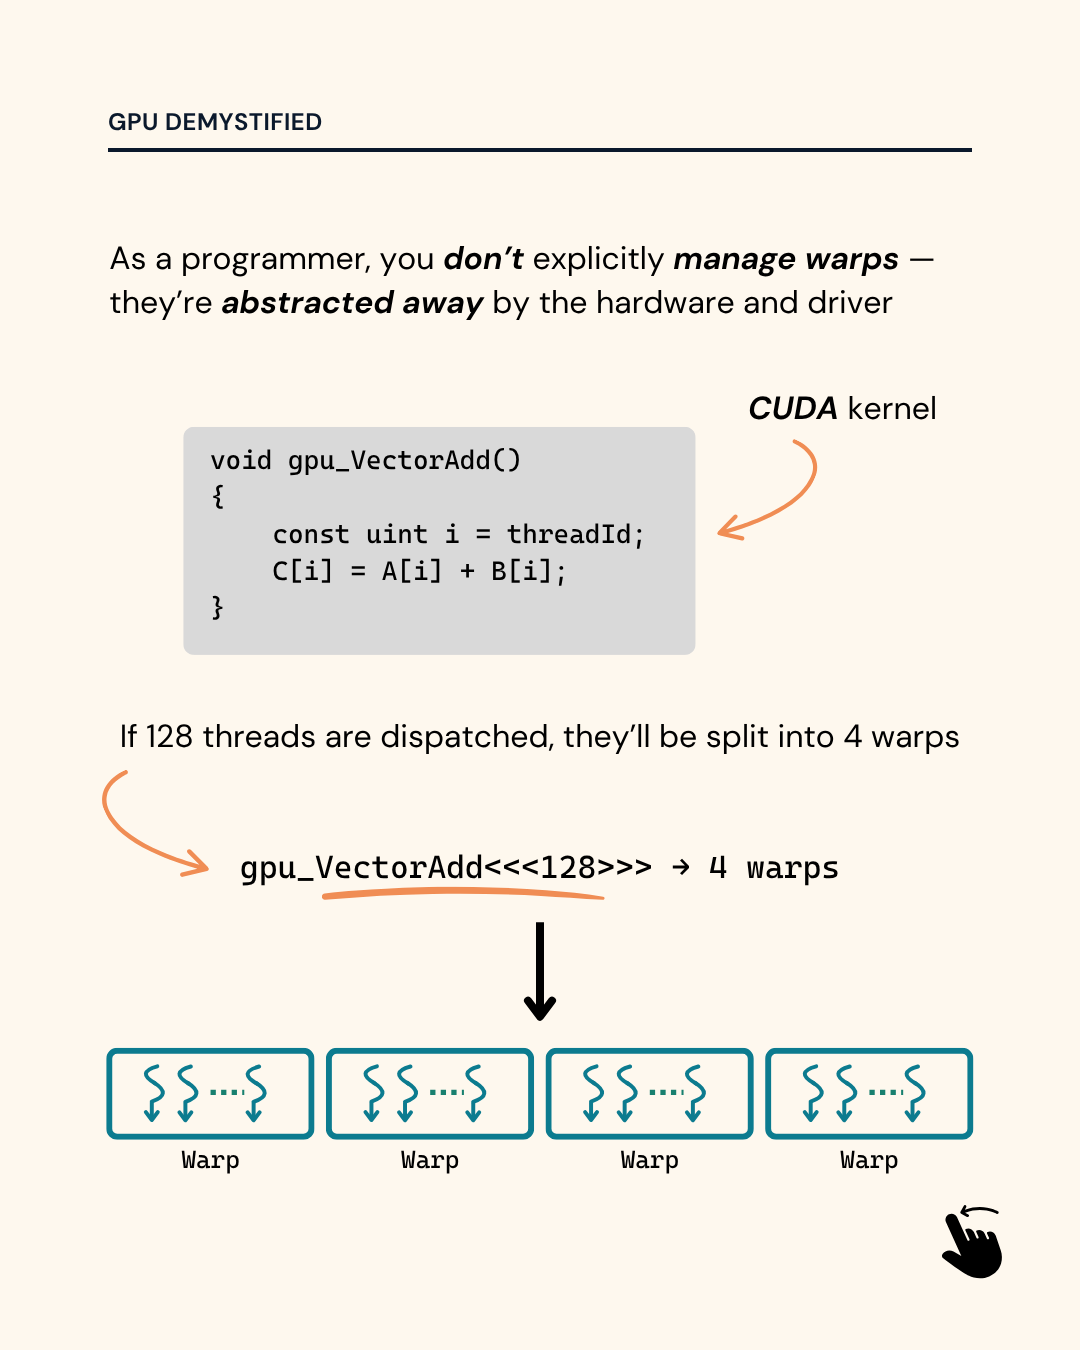 GPU DEMYSTIFIED
As a programmer, you don’t explicitly manage warps —
they’re abstracted away by the hardware and driver
CUDA kernel
void gpu_VectorAdd()
{
    const uint i = threadId;
    C[i] = A[i] + B[i];
}
If 128 threads are dispatched, they’ll be split into 4 warps
gpu_VectorAdd<<<128>>> → 4 warps
Warp
Warp
Warp
Warp